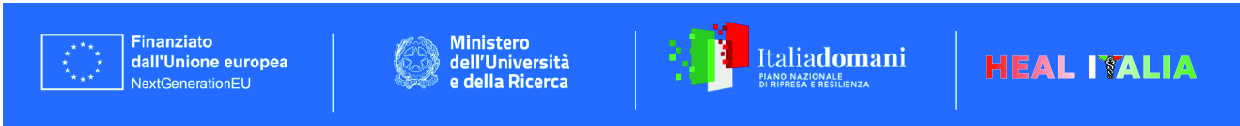 Finanziato
dall'Unione europea
NextGenerationEU
Ministero
dell'Università
e della Ricerca
Italiadomani
PIANO NAZIONALE
DI RIPRESA E RESILIENZA
HEAL ITALIA